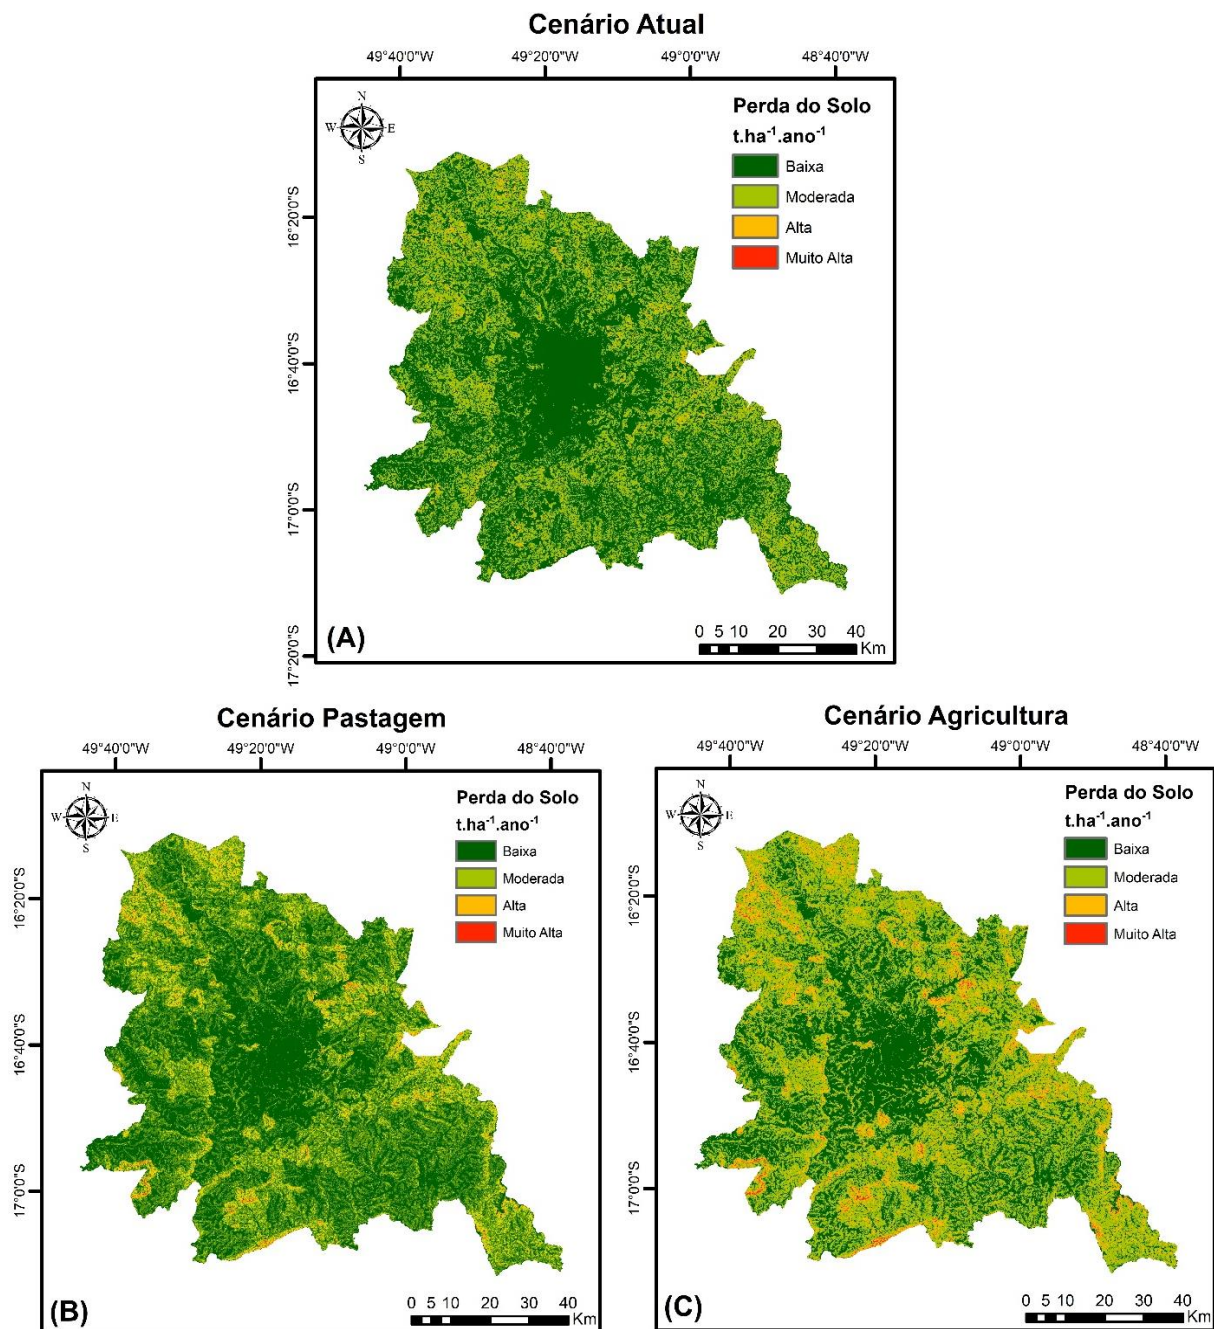 Cenário Atual
49°40'0"W 49°20'0"W 49°0'0"W 48°40'0"W
N
W E
S
Perda do Solo
t.ha⁻¹.ano⁻¹
Baixa
Moderada
Alta
Muito Alta
16°20'0"S
16°40'0"S
17°0'0"S
17°20'0"S
(A)
0 5 10 20 30 40
Km
Cenário Pastagem
49°40'0"W 49°20'0"W 49°0'0"W 48°40'0"W
N
W E
S
Perda do Solo
t.ha⁻¹.ano⁻¹
Baixa
Moderada
Alta
Muito Alta
16°20'0"S
16°40'0"S
17°0'0"S
(B)
0 5 10 20 30 40
Km
Cenário Agricultura
49°40'0"W 49°20'0"W 49°0'0"W 48°40'0"W
N
W E
S
Perda do Solo
t.ha⁻¹.ano⁻¹
Baixa
Moderada
Alta
Muito Alta
16°20'0"S
16°40'0"S
17°0'0"S
(C)
0 5 10 20 30 40
Km